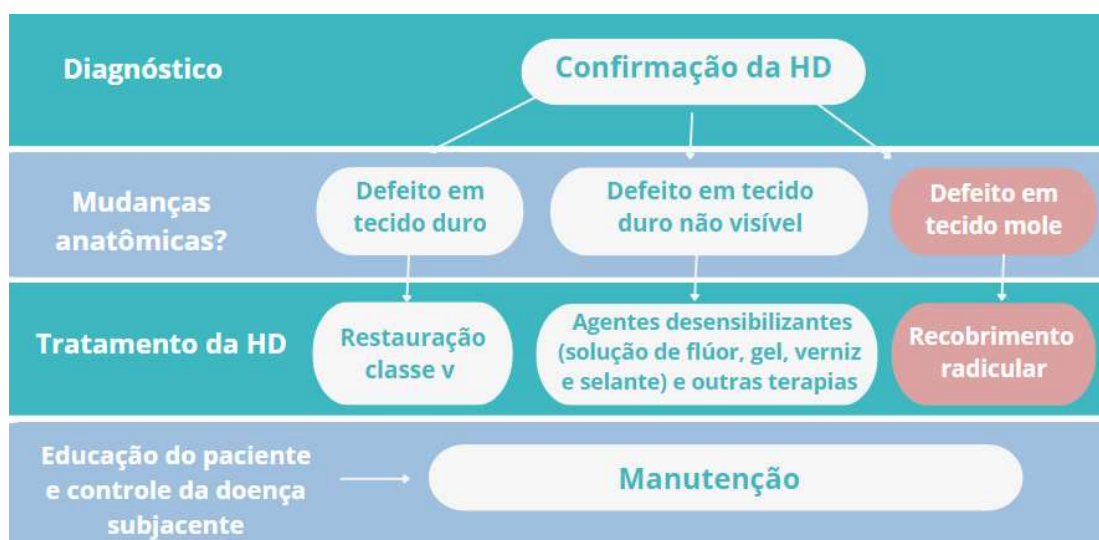 Diagnóstico
Confirmação da HD
Mudanças
anatômicas?
Defeito em
tecido duro
Defeito em tecido
duro não visível
Defeito em
tecido mole
Tratamento da HD
Restauração
classe v
Agentes desensibilizantes
(solução de flúor, gel, verniz
e selante) e outras terapias
Recobrimento
radicular
Educação do paciente
e controle da doença
subjacente
Manutenção